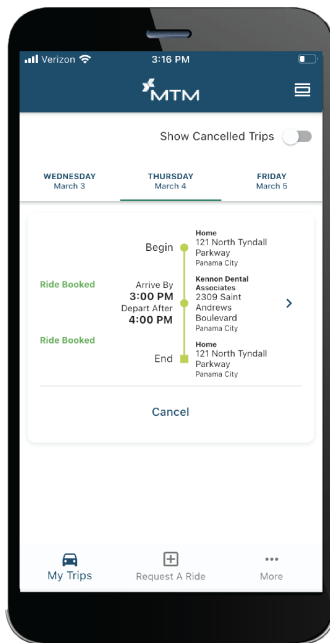 Verizon
3:16 PM
MTM
Show Cancelled Trips
WEDNESDAY
March 3
THURSDAY
March 4
FRIDAY
March 5
Begin
Home
121 North Tyndall
Parkway
Panama City
Ride Booked
Arrive By
3:00 PM
Depart After
4:00 PM
Kennon Dental
Associates
2309 Saint
Andrews
Boulevard
Panama City
Ride Booked
End
Home
121 North Tyndall
Parkway
Panama City
Cancel
My Trips
Request A Ride
More